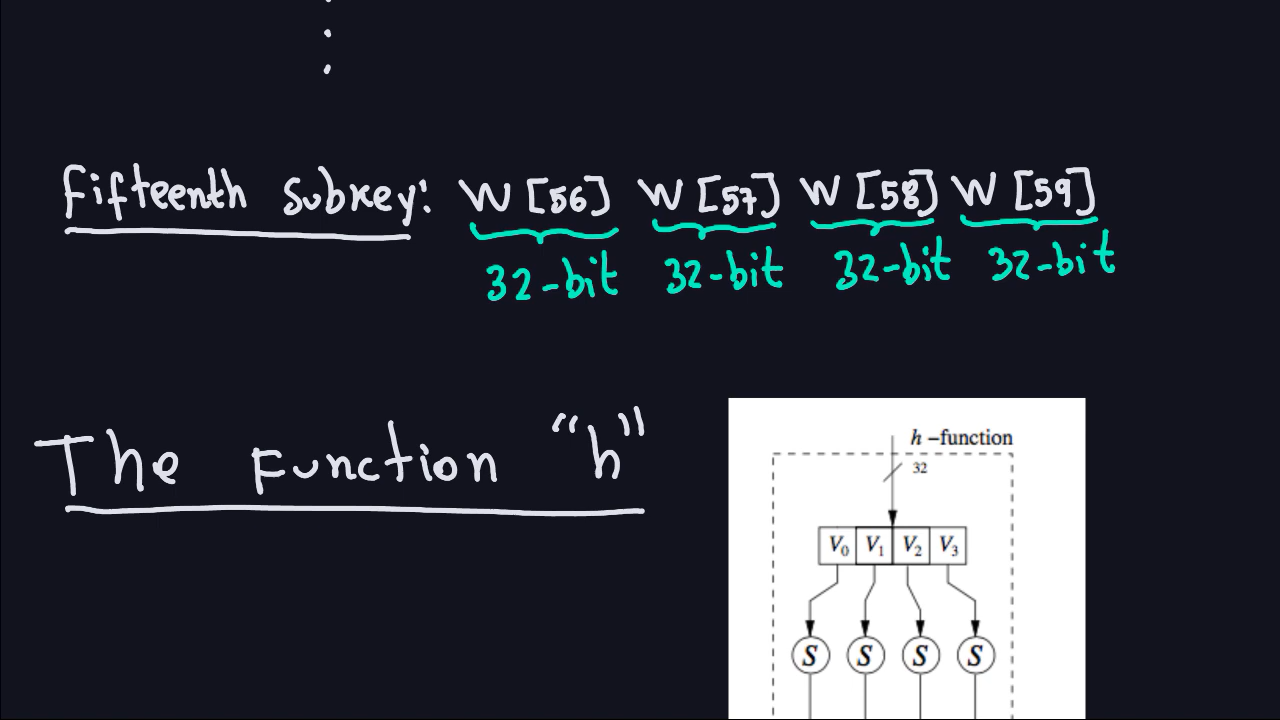 Fifteenth subkey: W[56] W[57] W[58] W[59]
32-bit 32-bit 32-bit 32-bit
The Function "h"
h –function
32
V0 V1 V2 V3
S S S S